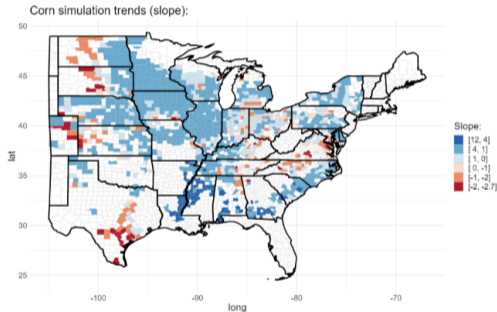 Corn simulation trends (slope):
50
45
40
35
30
25
lat
-100
-90
-80
-70
long
Slope:
[12, 4]
[ 4, 1]
[ 1, 0]
[ 0, -1]
[-1, -2]
[-2, -2.7]